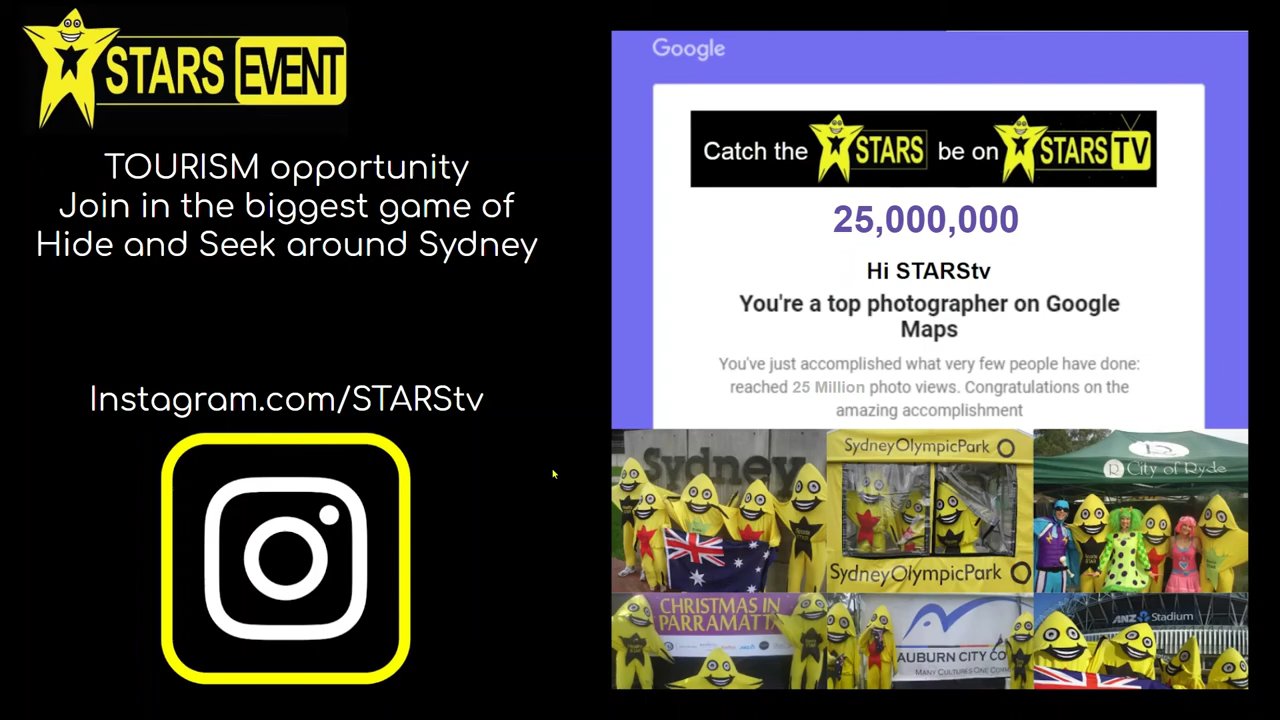 STARS EVENT
TOURISM opportunity
Join in the biggest game of
Hide and Seek around Sydney
Instagram.com/STARStv
Google
Catch the STARS be on STARS TV
25,000,000
Hi STARStv
You're a top photographer on Google
Maps
You've just accomplished what very few people have done:
reached 25 Million photo views. Congratulations on the
amazing accomplishment
Sydney
SydneyOlympicPark
SydneyOlympicPark
City of Ryde
CHRISTMAS IN
PARRAMATTA
AUBURN CITY CO
MANY CULTURES ONE COMM
ANZ Stadium